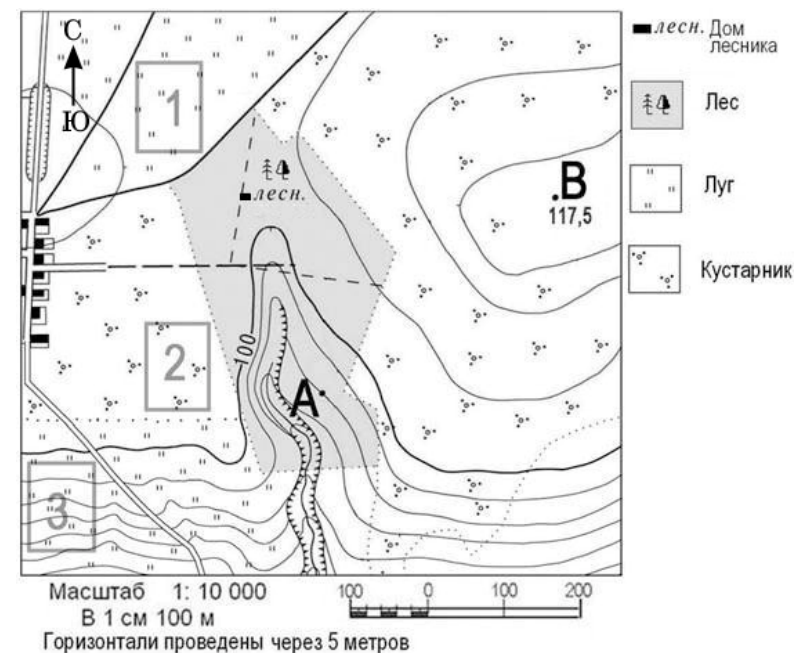 С
Ю
1
2
3
лесн.
100
А
.В
117,5
лесн. Дом
лесника
Лес
Луг
Кустарник
Масштаб 1: 10 000
В 1 см 100 м
100 0 100 200
Горизонтали проведены через 5 метров